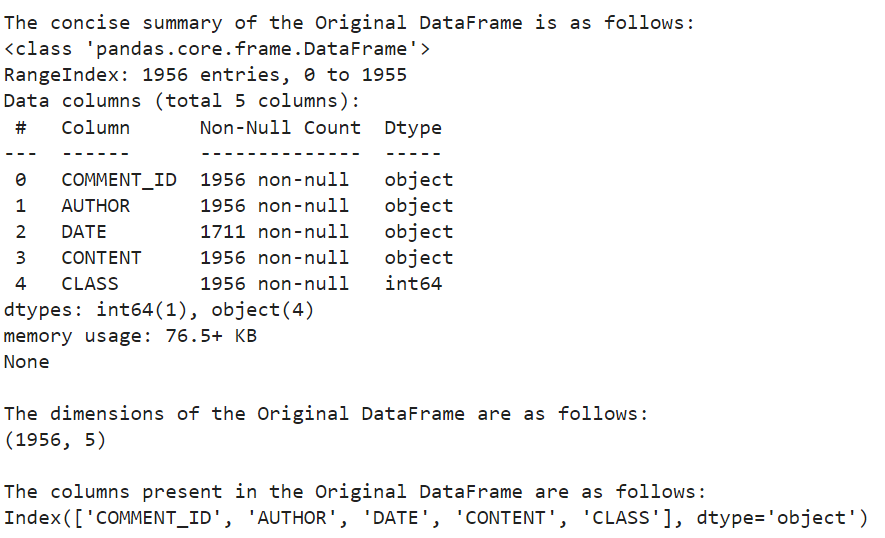 The concise summary of the Original DataFrame is as follows:
<class 'pandas.core.frame.DataFrame'>
RangeIndex: 1956 entries, 0 to 1955
Data columns (total 5 columns):
 #   Column      Non-Null Count  Dtype
---  ------      --------------  -----
 0   COMMENT_ID  1956 non-null   object
 1   AUTHOR      1956 non-null   object
 2   DATE        1711 non-null   object
 3   CONTENT     1956 non-null   object
 4   CLASS       1956 non-null   int64
dtypes: int64(1), object(4)
memory usage: 76.5+ KB
None

The dimensions of the Original DataFrame are as follows:
(1956, 5)

The columns present in the Original DataFrame are as follows:
Index(['COMMENT_ID', 'AUTHOR', 'DATE', 'CONTENT', 'CLASS'], dtype='object')